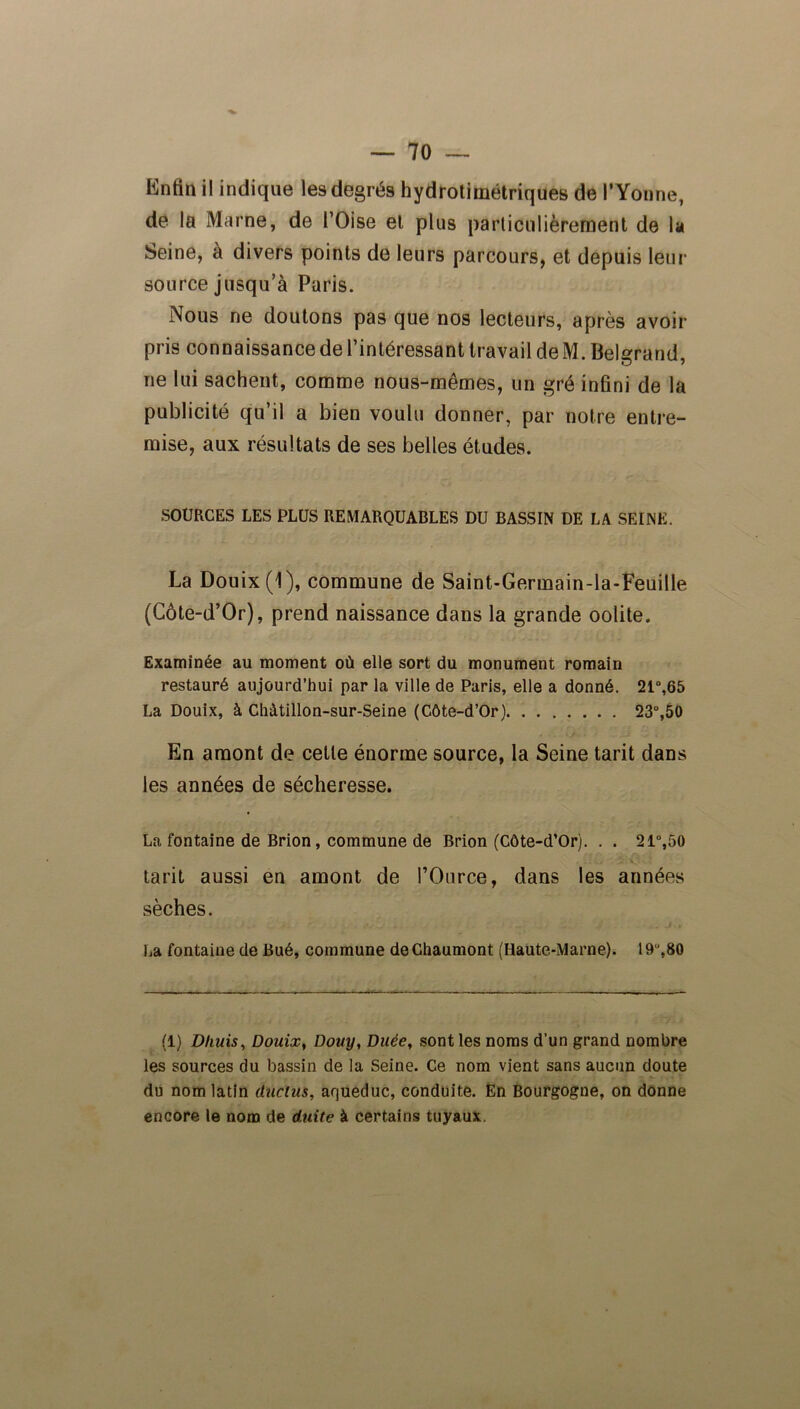 — 70 —
Enfin il indique les degrés hydrotimétriques de l'Yonne,
de la Marne, de l'Oise et plus particulièrement de la
Seine, à divers points de leurs parcours, et depuis leur
source jusqu'à Paris.
Nous ne doutons pas que nos lecteurs, après avoir
pris connaissance de l'intéressant travail de M. Belgrand,
ne lui sachent, comme nous-mêmes, un gré infini de la
publicité qu'il a bien voulu donner, par notre entre-
mise, aux résultats de ses belles études.
SOURCES LES PLUS REMARQUABLES DU BASSIN DE LA SEINE.
La Douix (1), commune de Saint-Germain-la-Feuille
(Côte-d'Or), prend naissance dans la grande oolite.
Examinée au moment où elle sort du monument romain
restauré aujourd'hui par la ville de Paris, elle a donné. 21°,65
La Douix, à Châtillon-sur-Seine (Côte-d'Or). . . . . . . . 23°,50
En amont de cette énorme source, la Seine tarit dans
les années de sécheresse.
La fontaine de Brion, commune de Brion (Côte-d'Or). . . 21°,50
tarit aussi en amont de l'Ource, dans les années
sèches.
La fontaine de Bué, commune de Chaumont (Haute-Marne). 19°,80
(1) Dhuis, Douix, Douy, Duée, sont les noms d'un grand nombre
les sources du bassin de la Seine. Ce nom vient sans aucun doute
du nom latin ductus, aqueduc, conduite. En Bourgogne, on donne
encore le nom de duite à certains tuyaux.